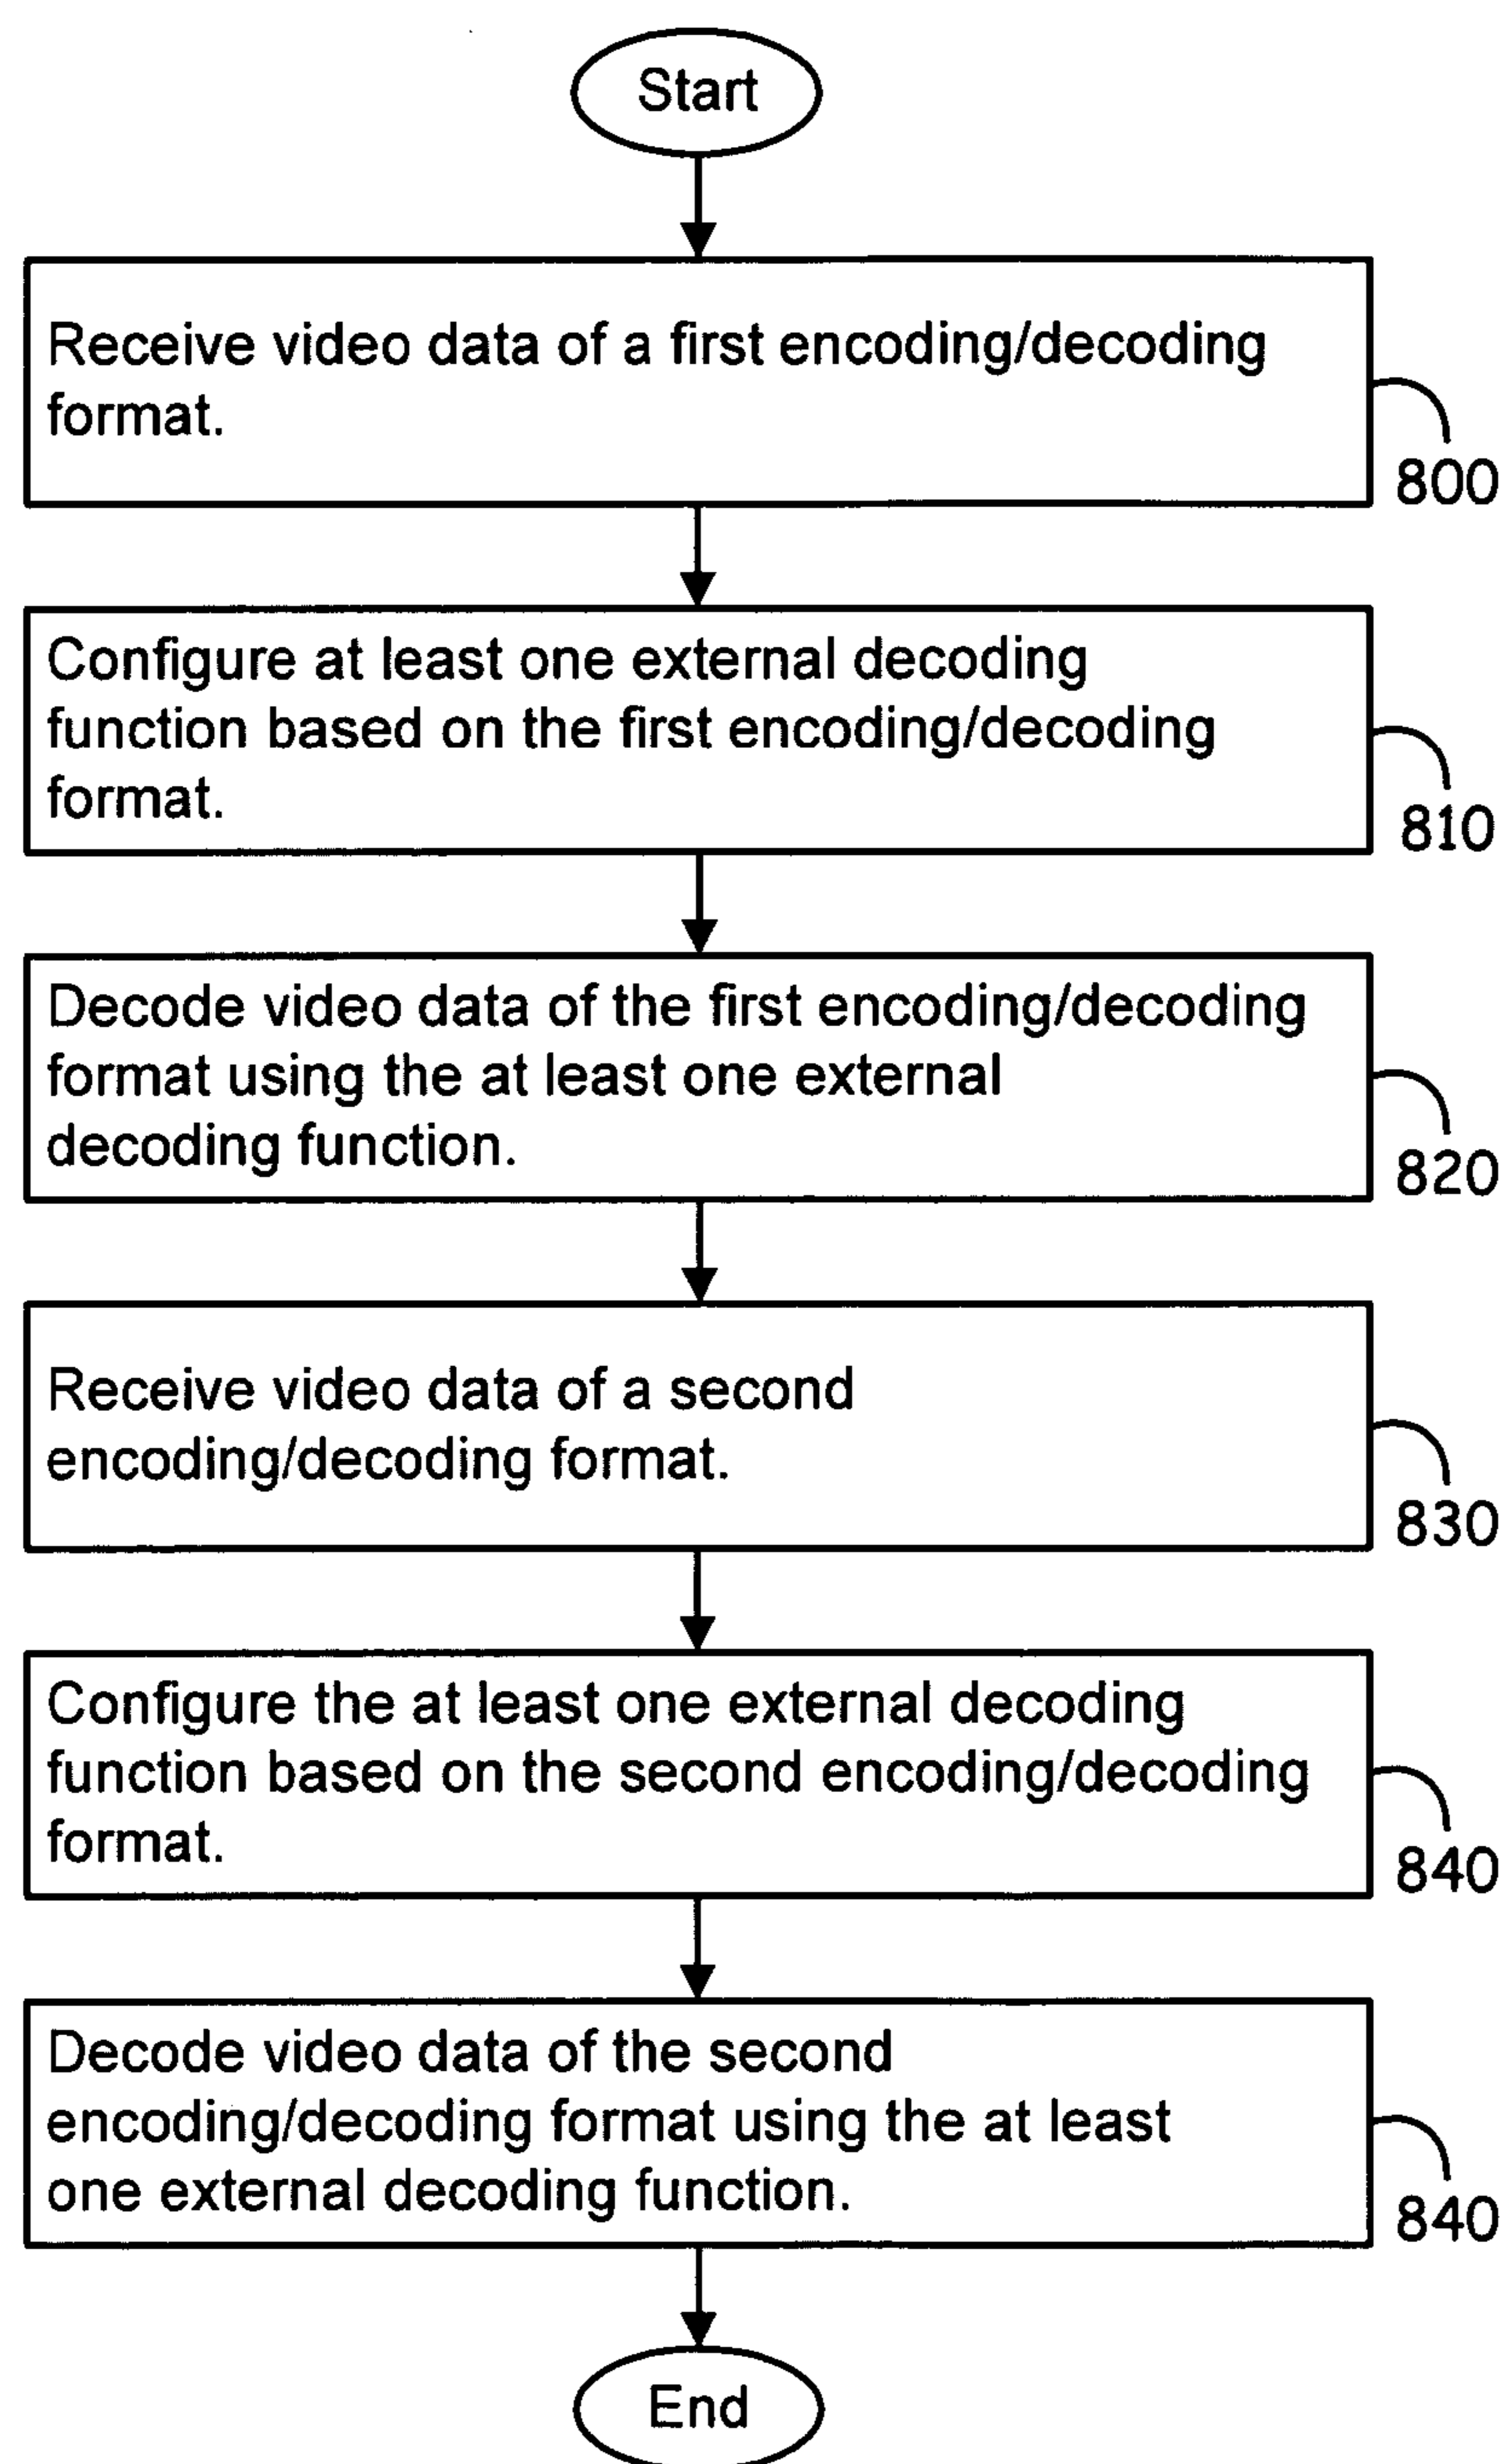 Start
Receive video data of a first encoding/decoding
format.
800
Configure at least one external decoding
function based on the first encoding/decoding
format.
810
Decode video data of the first encoding/decoding
format using the at least one external
decoding function.
820
Receive video data of a second
encoding/decoding format.
830
Configure the at least one external decoding
function based on the second encoding/decoding
format.
840
Decode video data of the second
encoding/decoding format using the at least
one external decoding function.
840
End